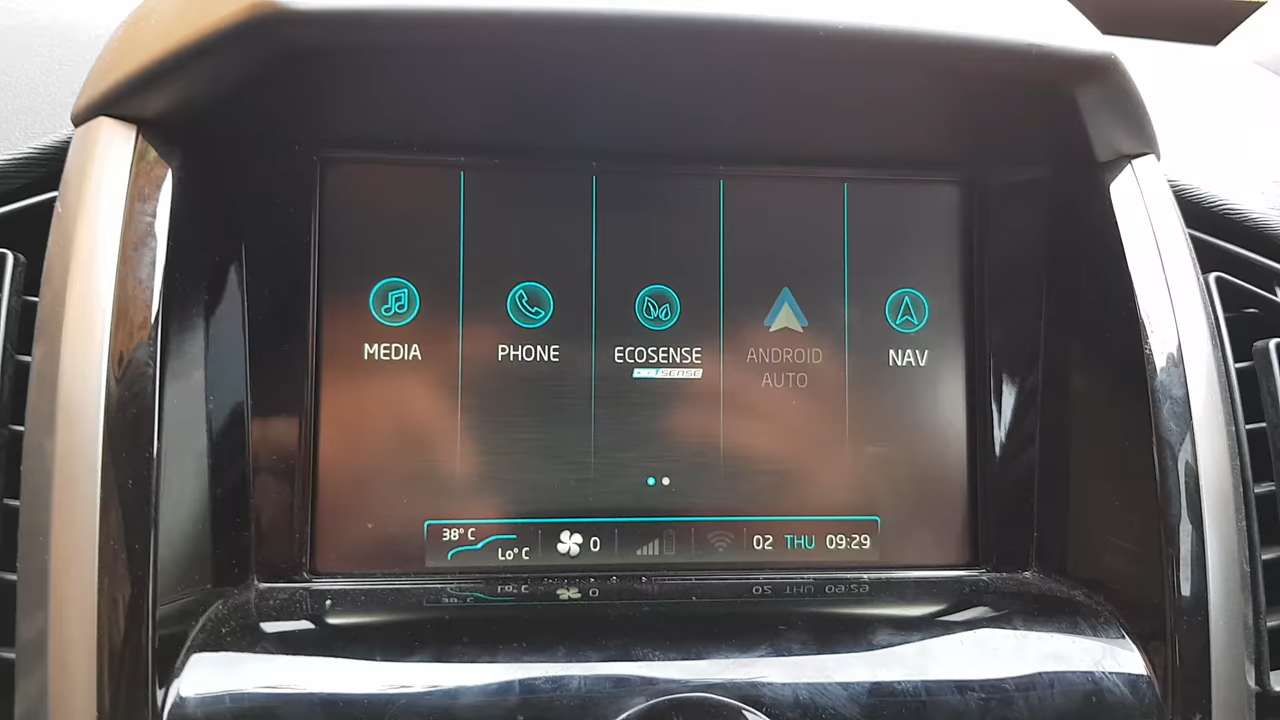 MEDIA
PHONE
ECOSENSE
SENSE
ANDROID
AUTO
NAV
38°C
Lo°C
0
02 THU 09:29